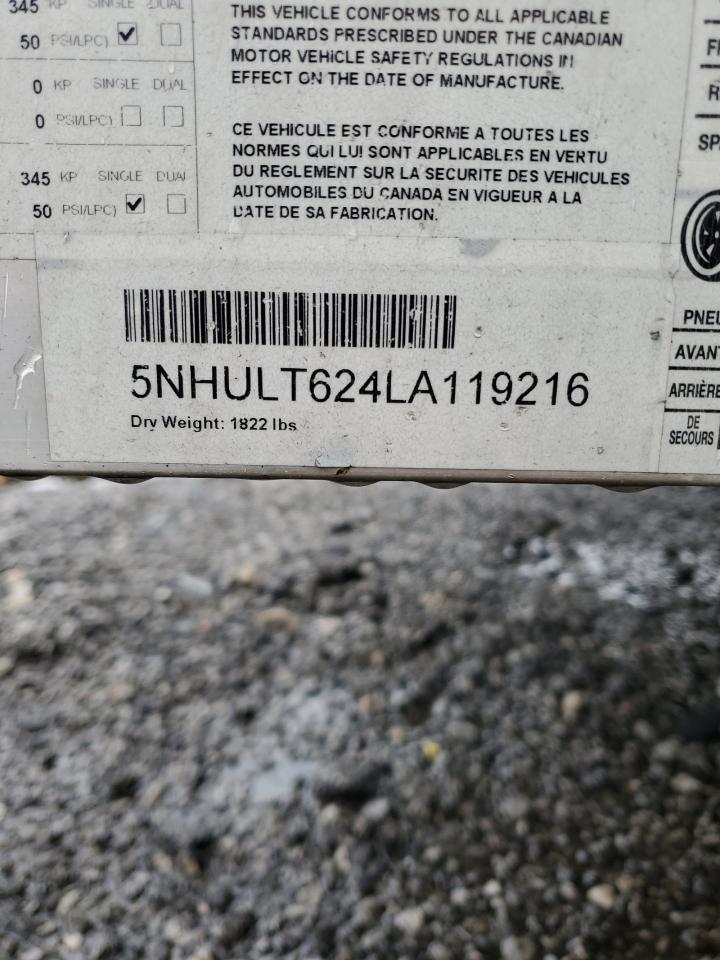 345 KP SINGLE DUAL
50 PSI/LPC)
0 KP SINGLE DUAL
0 PSI/LPC)
345 KP SINGLE DUAL
50 PSI/LPC)
THIS VEHICLE CONFORMS TO ALL APPLICABLE
STANDARDS PRESCRIBED UNDER THE CANADIAN
MOTOR VEHICLE SAFETY REGULATIONS IN
EFFECT ON THE DATE OF MANUFACTURE.
CE VEHICULE EST CONFORME A TOUTES LES
NORMES QUI LUI SONT APPLICABLES EN VERTU
DU REGLEMENT SUR LA SECURITE DES VEHICULES
AUTOMOBILES DU CANADA EN VIGUEUR A LA
DATE DE SA FABRICATION.
5NHULT624LA119216
Dry Weight: 1822 lbs
PNEU
AVANT
ARRIÈRE
DE
SECOURS